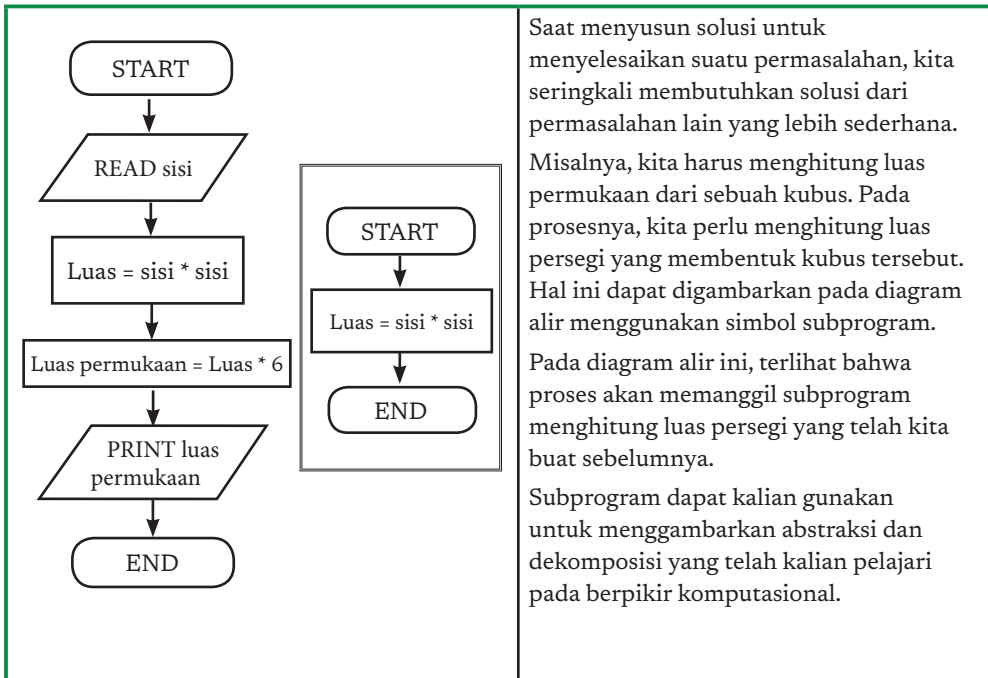 START
READ sisi
Luas = sisi * sisi
Luas permukaan = Luas * 6
PRINT luas
permukaan
END
START
Luas = sisi * sisi
END
Saat menyusun solusi untuk
menyelesaikan suatu permasalahan, kita
seringkali membutuhkan solusi dari
permasalahan lain yang lebih sederhana.
Misalnya, kita harus menghitung luas
permukaan dari sebuah kubus. Pada
prosesnya, kita perlu menghitung luas
persegi yang membentuk kubus tersebut.
Hal ini dapat digambarkan pada diagram
alir menggunakan simbol subprogram.
Pada diagram alir ini, terlihat bahwa
proses akan memanggil subprogram
menghitung luas persegi yang telah kita
buat sebelumnya.
Subprogram dapat kalian gunakan
untuk menggambarkan abstraksi dan
dekomposisi yang telah kalian pelajari
pada berpikir komputasional.